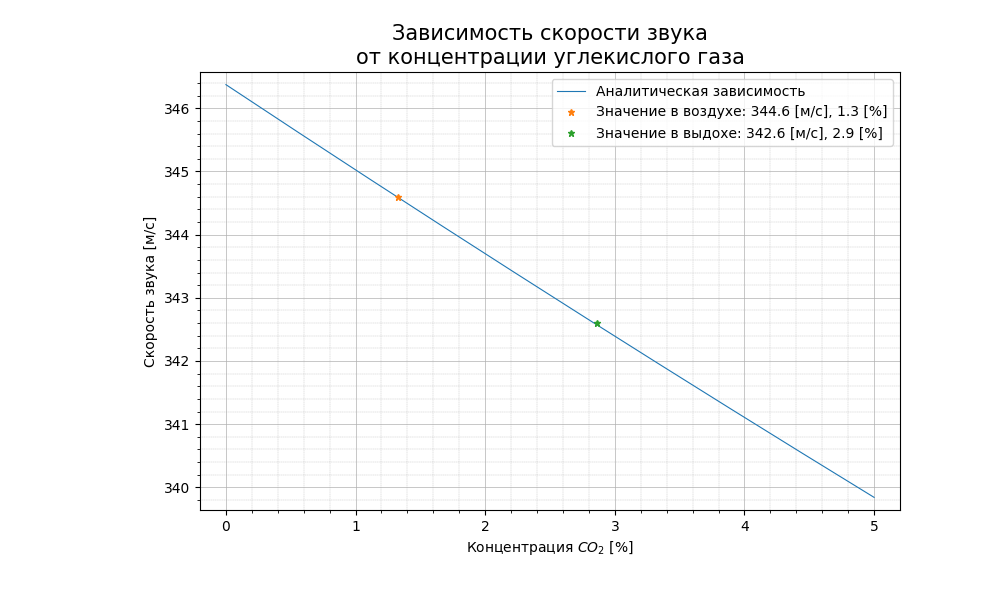 Зависимость скорости звука
от концентрации углекислого газа
Аналитическая зависимость
Значение в воздухе: 344.6 [м/с], 1.3 [%]
Значение в выдохе: 342.6 [м/с], 2.9 [%]
Скорость звука [м/с]
346
345
344
343
342
341
340
0 1 2 3 4 5
Концентрация CO₂ [%]